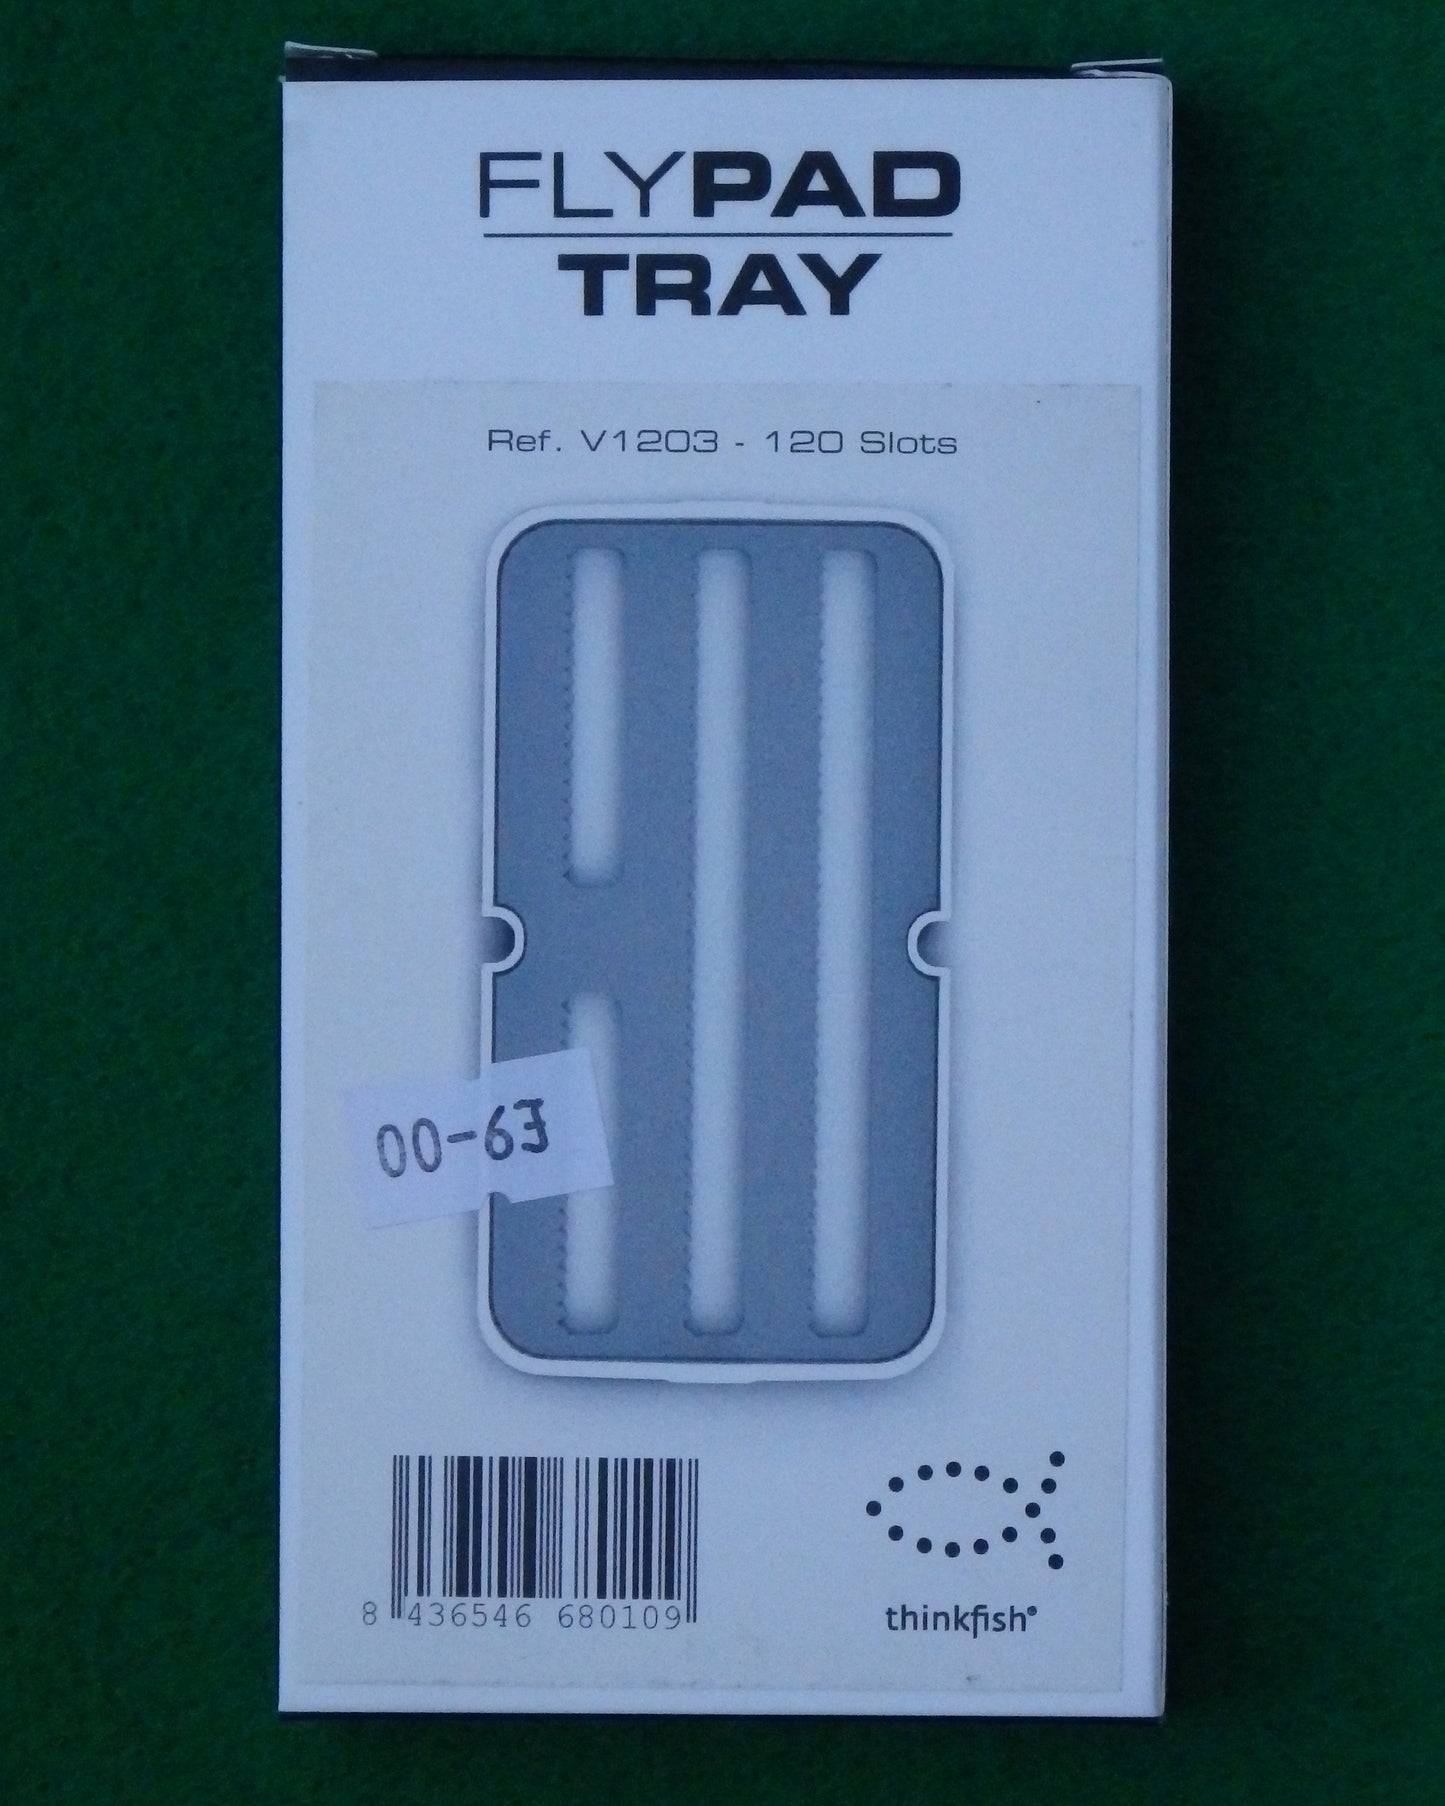 FLYPAD
TRAY
Ref. V1203 - 120 Slots
00-63
8 436546 680109
thinkfish®